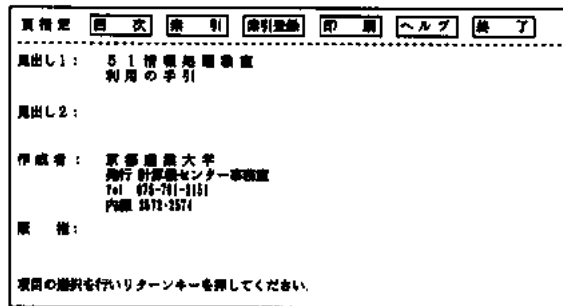 頁指定 目 次 索 引 索引登録 印 刷 ヘルプ 終 了
見出し1： 51情報処理教室
利用の手引
見出し2：
作成者： 京都産業大学
発行 計算機センター事務室
Tel 075-701-2151
内線 2572・2574
版 権：
項目の選択を行いリターンキーを押してください．